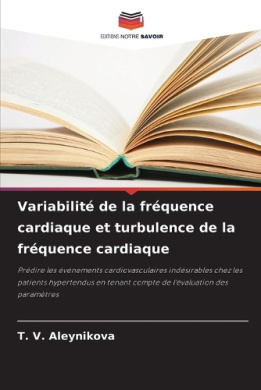 EDITIONS NOTRE SAVOIR
Variabilité de la fréquence
cardiaque et turbulence de la
fréquence cardiaque
Prédire les événements cardiovasculaires indésirables chez les
patients hypertendus en tenant compte de l'évaluation des
paramètres
T. V. Aleynikova